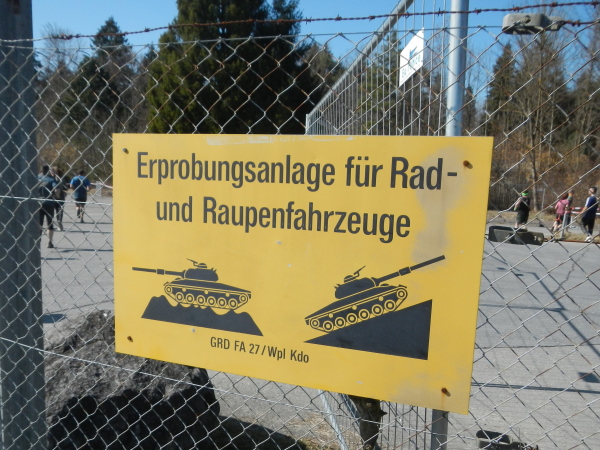 Erprobungsanlage für Rad-
und Raupenfahrzeuge
GRD FA 27/Wpl Kdo